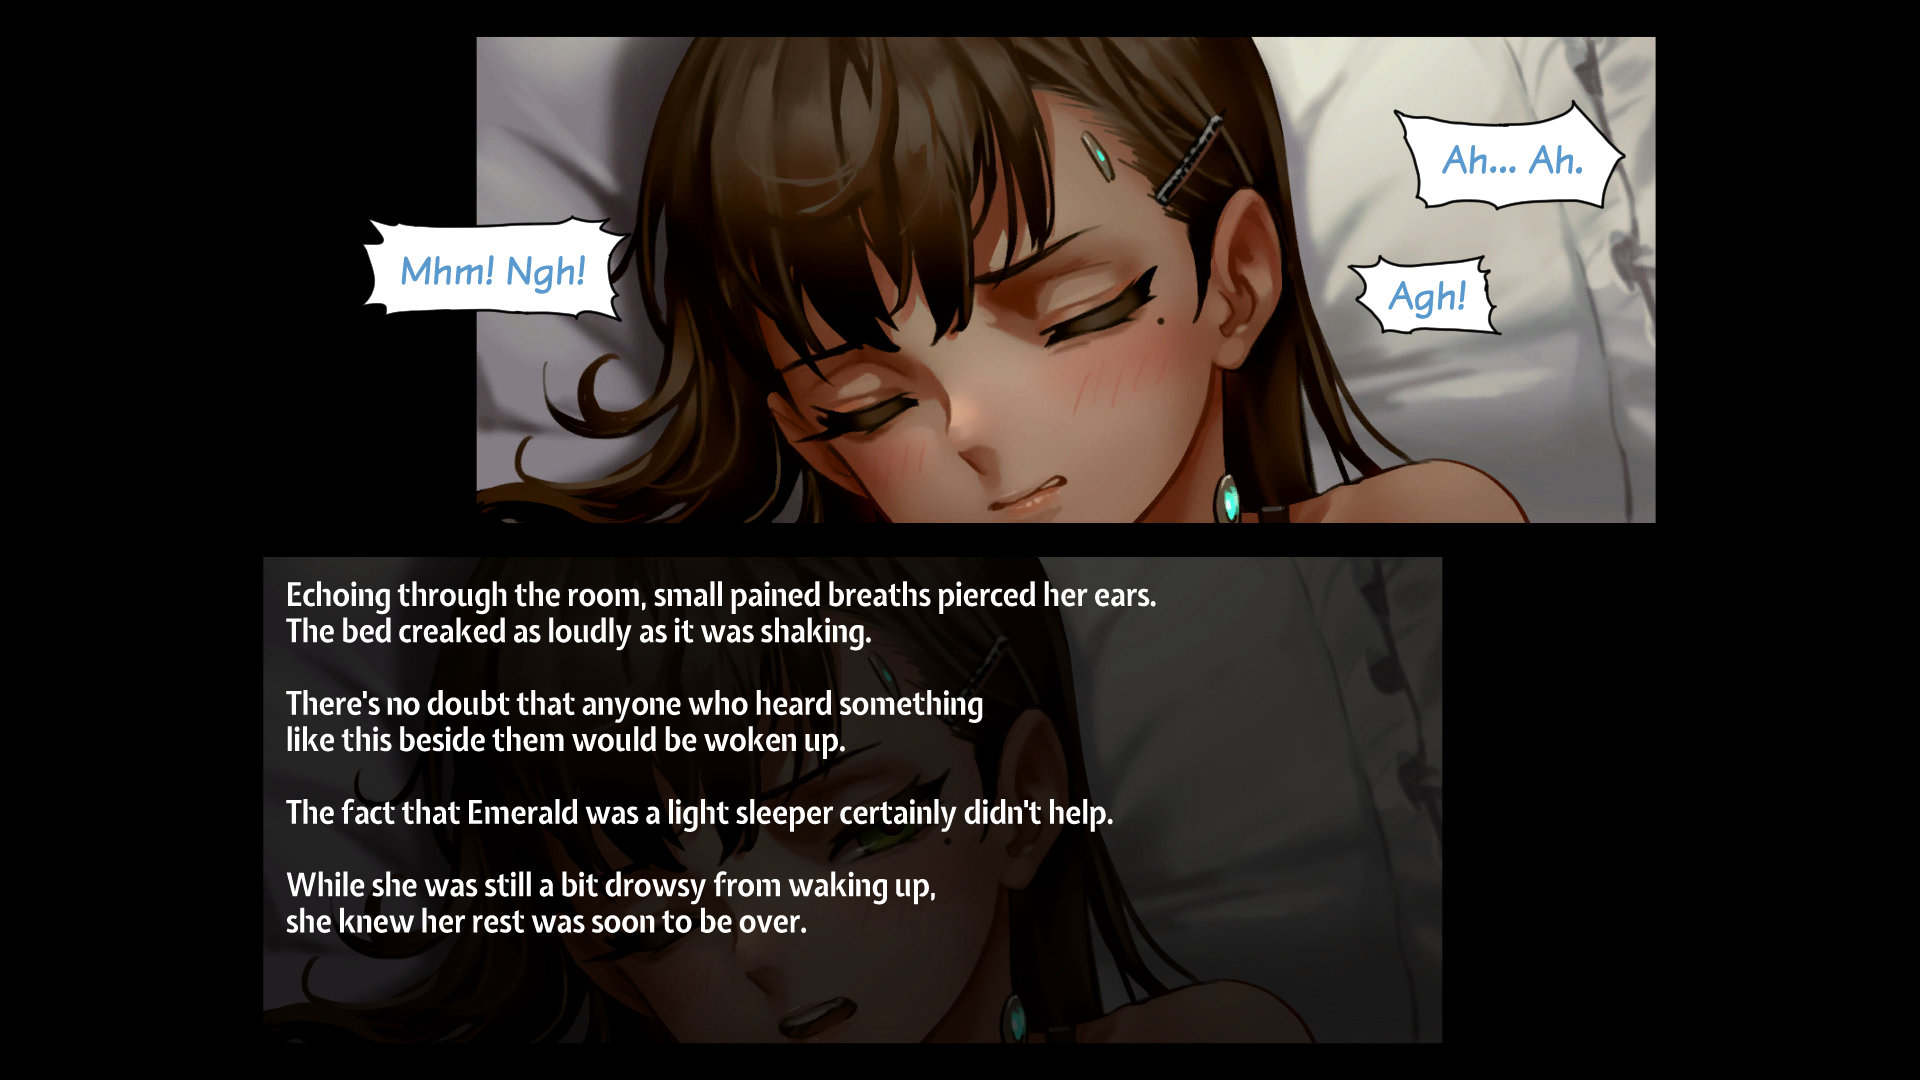 Mhm! Ngh!
Ah... Ah.
Agh!
Echoing through the room, small pained breaths pierced her ears.
The bed creaked as loudly as it was shaking.
There's no doubt that anyone who heard something
like this beside them would be woken up.
The fact that Emerald was a light sleeper certainly didn't help.
While she was still a bit drowsy from waking up,
she knew her rest was soon to be over.